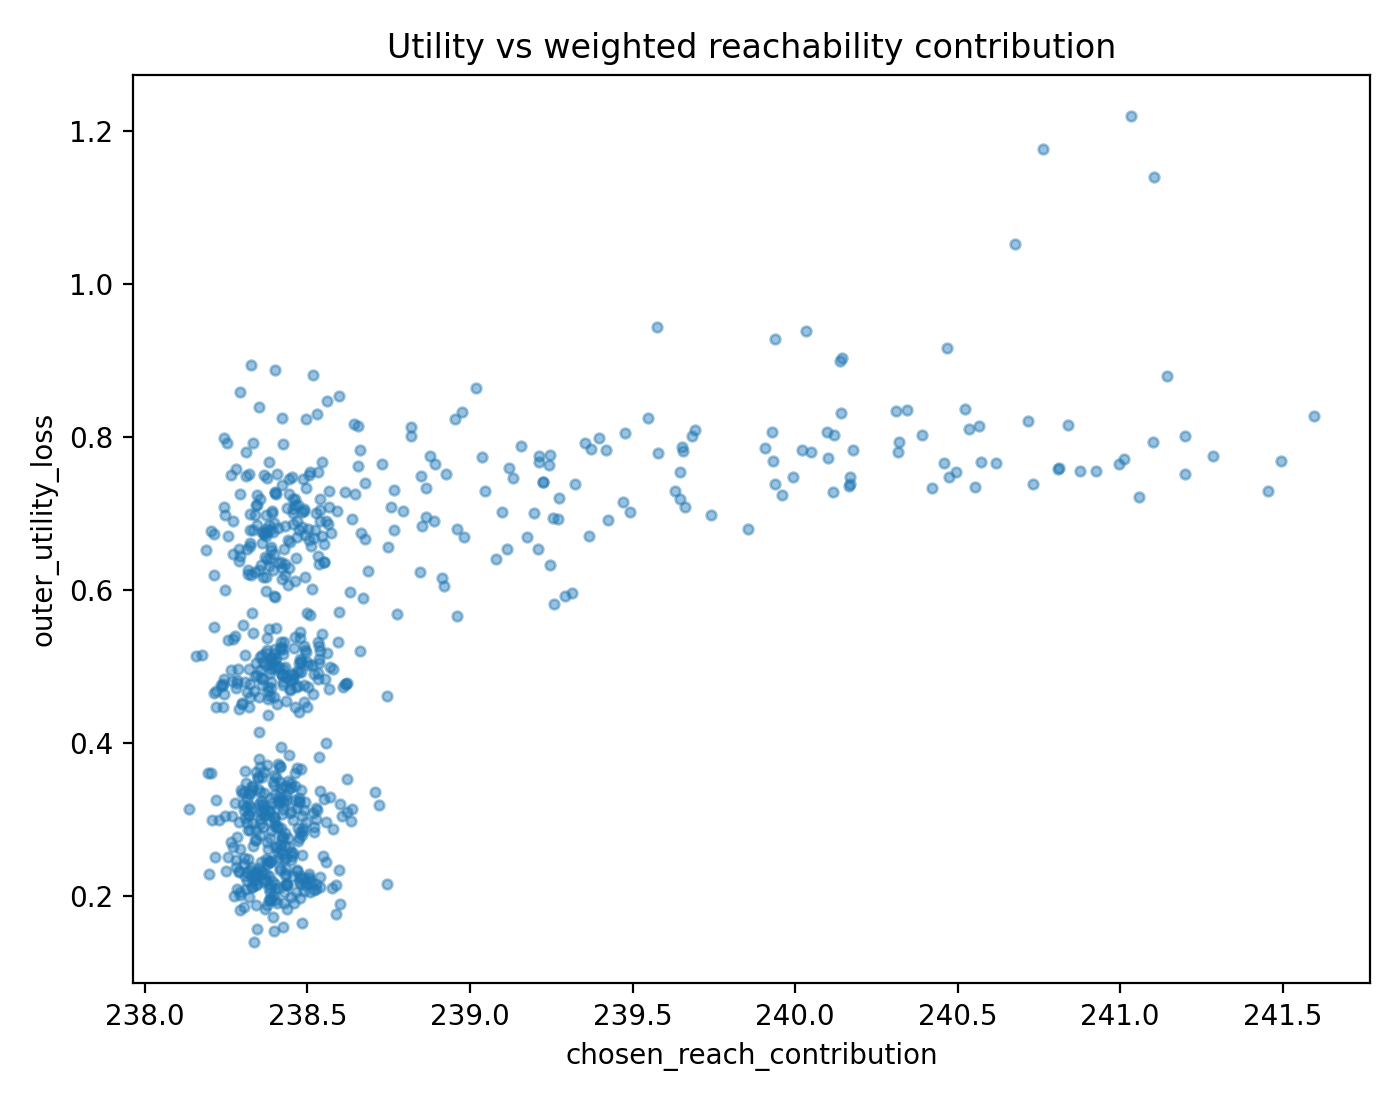 Utility vs weighted reachability contribution
1.2
1.0
0.8
0.6
0.4
0.2
outer_utility_loss
238.0 238.5 239.0 239.5 240.0 240.5 241.0 241.5
chosen_reach_contribution